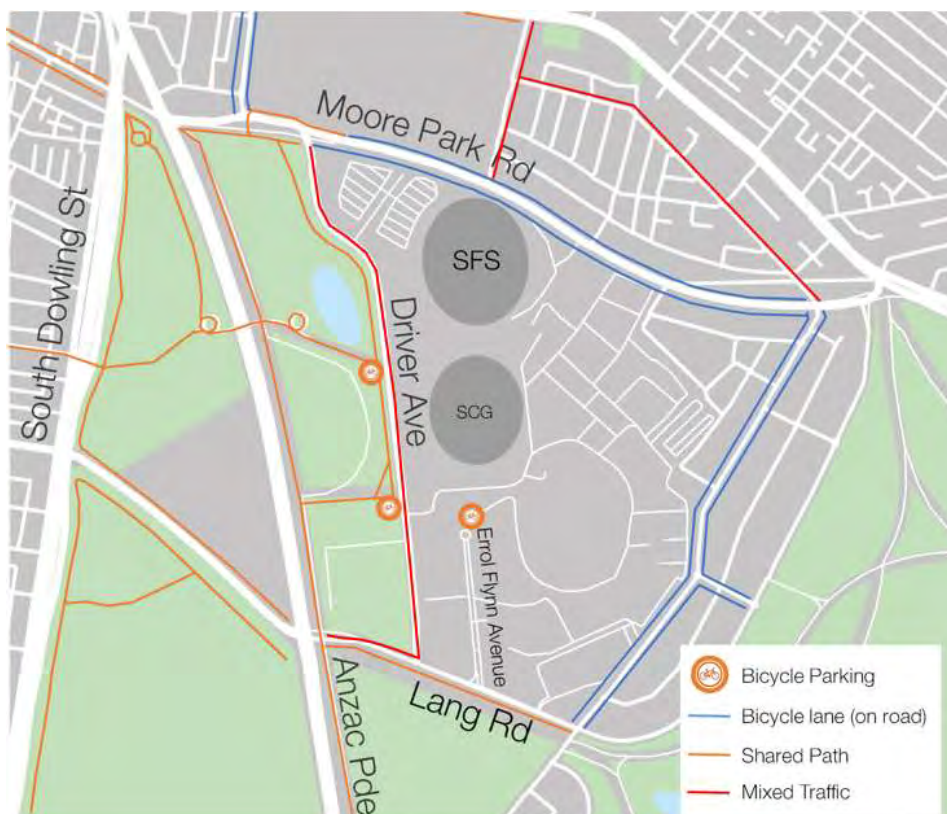 Moore Park Rd
South Dowling St
SFS
Driver Ave
SCG
Errol Flynn Avenue
Anzac Pde
Lang Rd
Bicycle Parking
Bicycle lane (on road)
Shared Path
Mixed Traffic